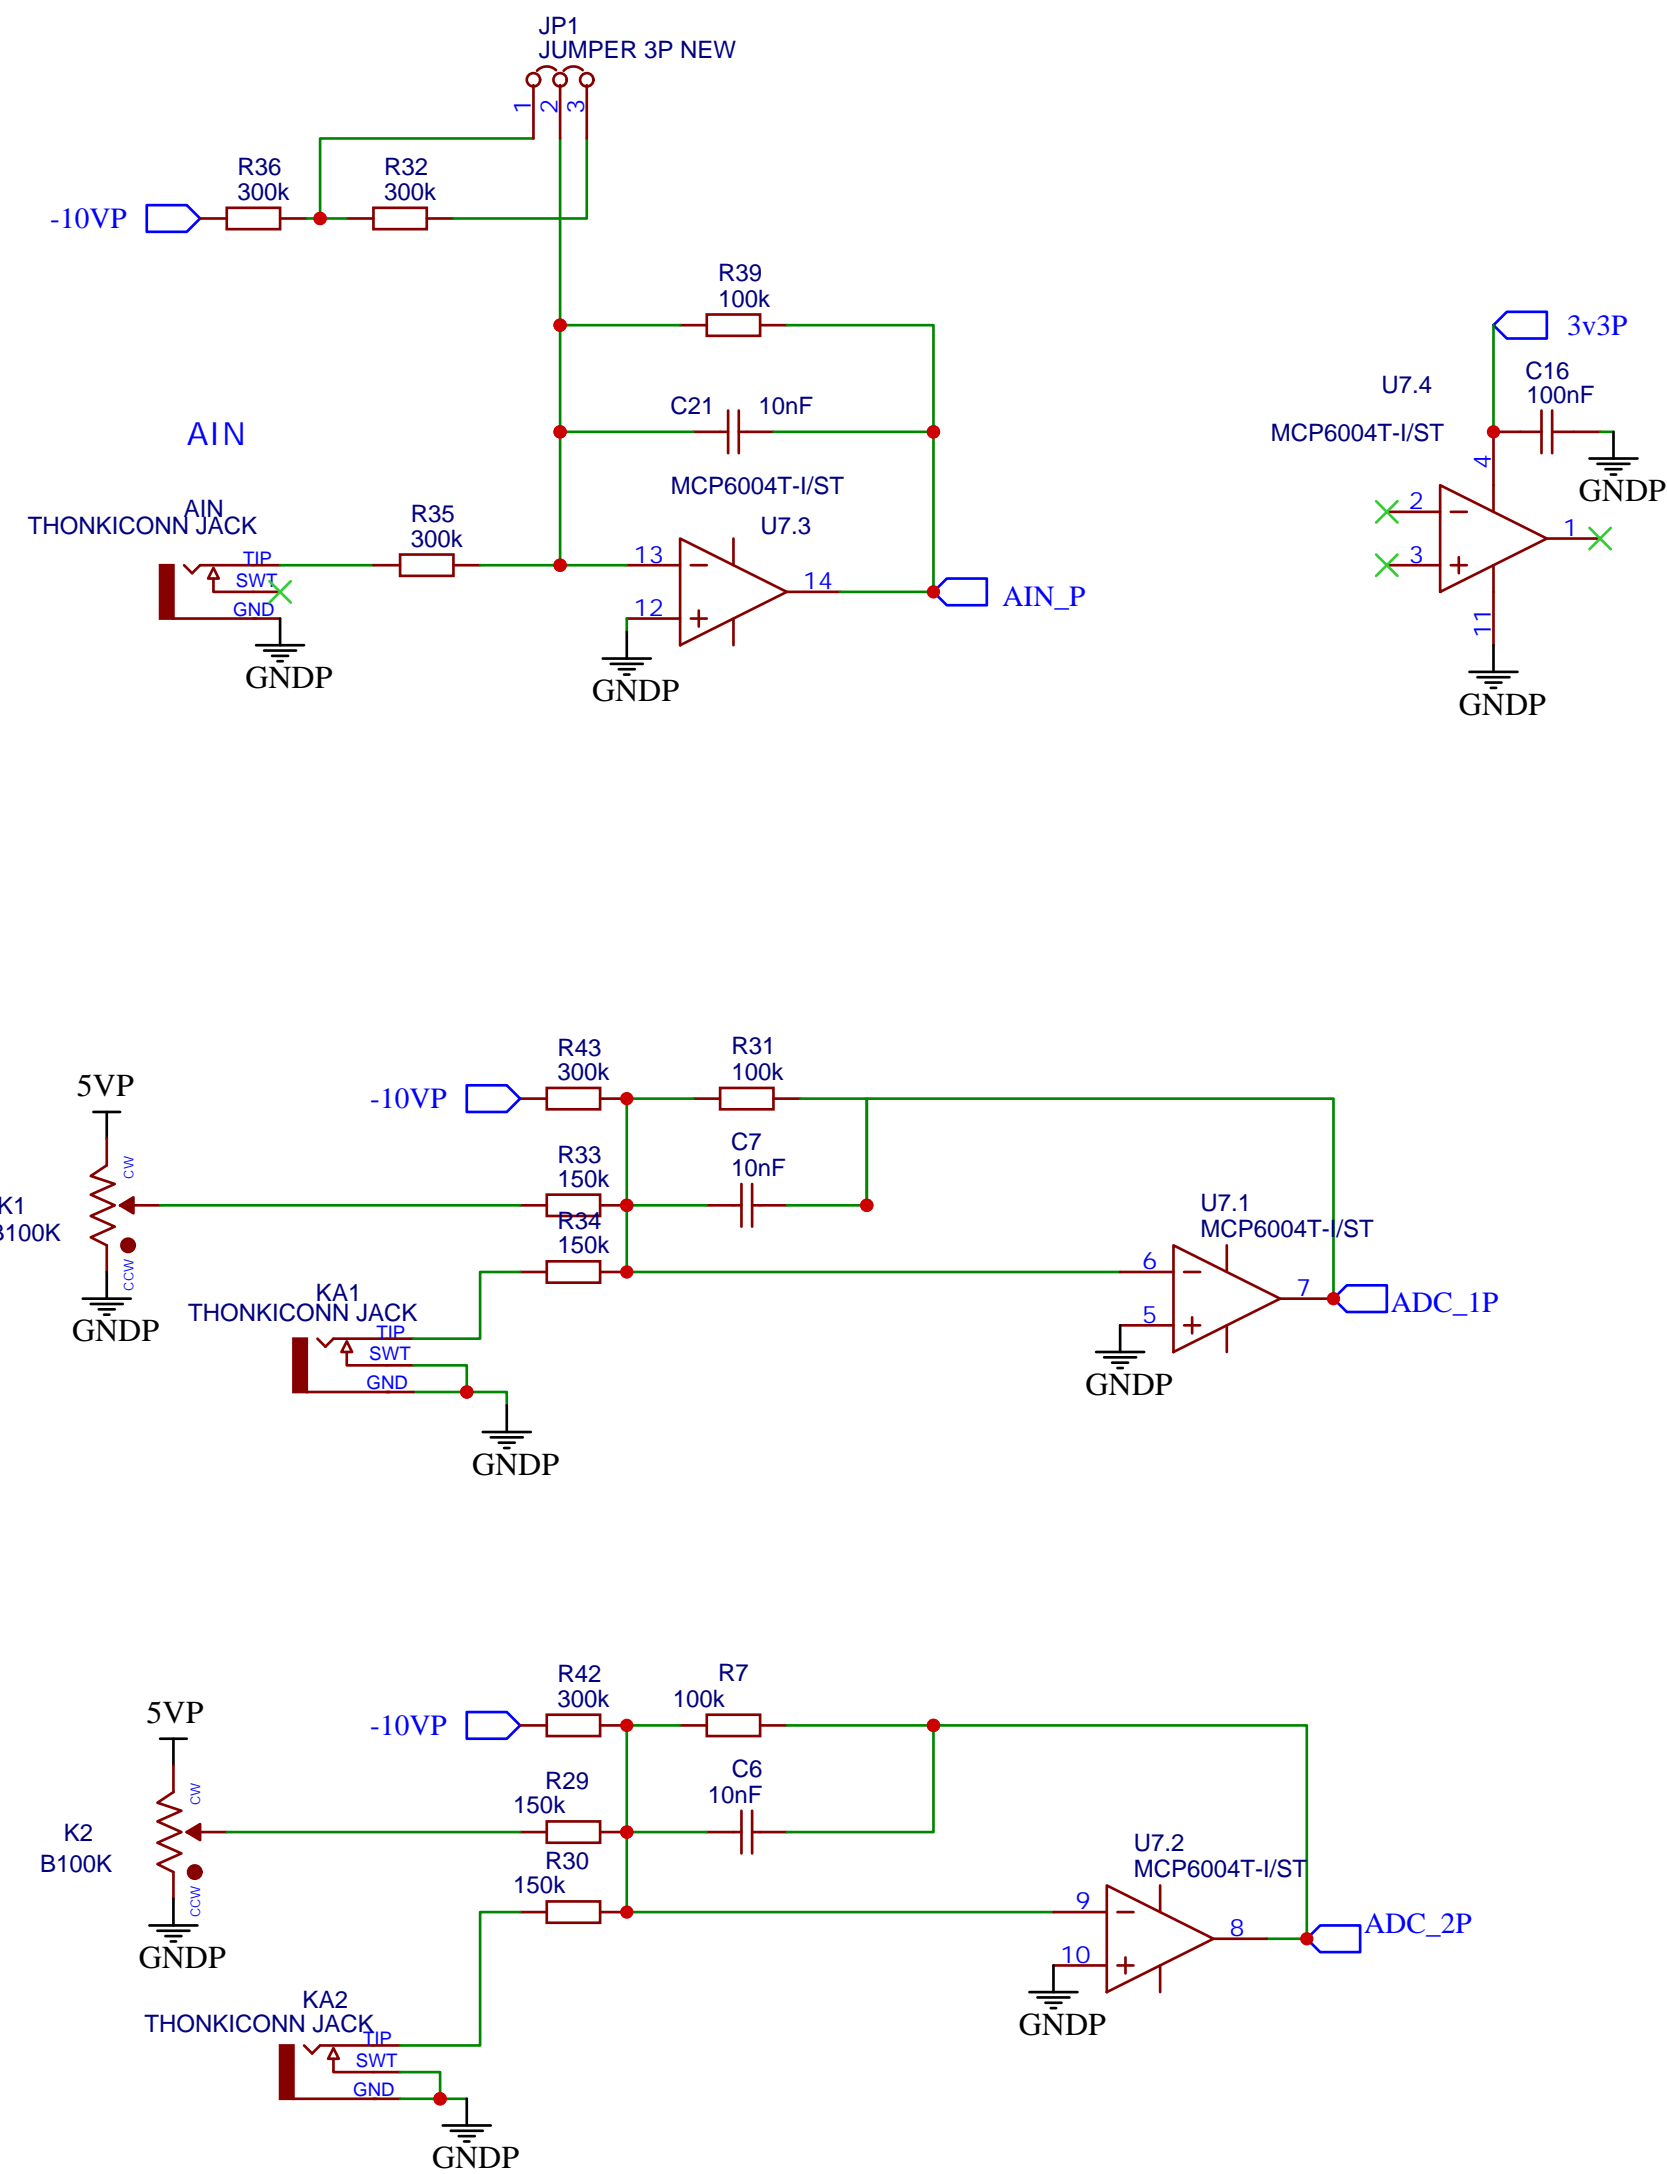 JP1
JUMPER 3P NEW
1
2
3
R36
300k
R32
300k
-10VP
R39
100k
3v3P
C21
10nF
U7.4
C16
100nF
MCP6004T-I/ST
4
GNDP
2
3
1
11
GNDP
AIN
MCP6004T-I/ST
U7.3
AIN
THONKICONN JACK
TIP
SWT
GND
GNDP
R35
300k
13
12
14
AIN_P
GNDP
5VP
-10VP
R43
300k
R31
100k
CW
R33
150k
C7
10nF
K1
B100K
CCW
GNDP
R34
150k
U7.1
MCP6004T-I/ST
6
5
7
ADC_1P
GNDP
KA1
THONKICONN JACK
TIP
SWT
GND
GNDP
5VP
-10VP
R42
300k
R7
100k
CW
R29
150k
C6
10nF
K2
B100K
CCW
GNDP
R30
150k
U7.2
MCP6004T-I/ST
9
10
8
ADC_2P
GNDP
KA2
THONKICONN JACK
TIP
SWT
GND
GNDP